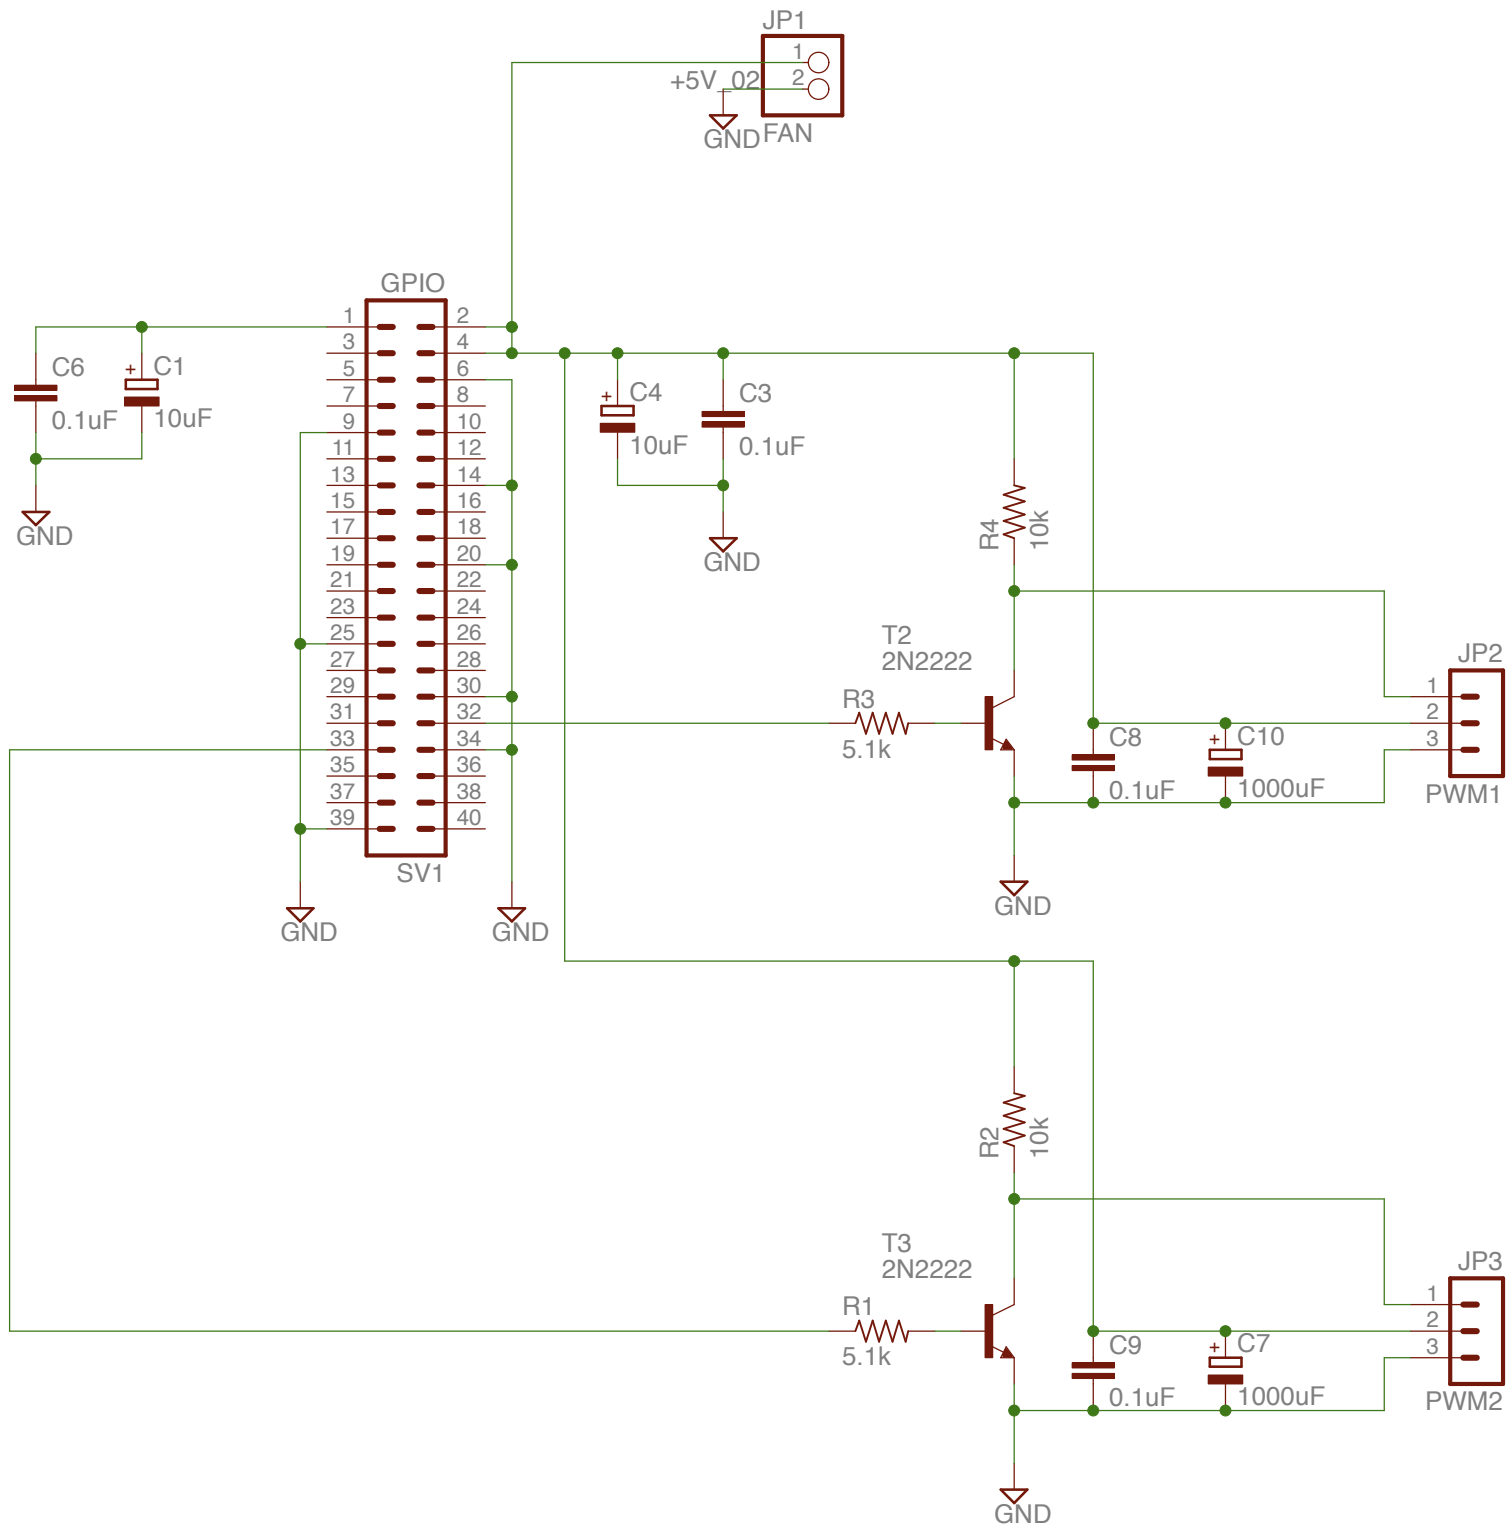 JP1
1
+5V_02 2
GND FAN
GPIO
1 2
3 4
5 6
7 8
9 10
11 12
13 14
15 16
17 18
19 20
21 22
23 24
25 26
27 28
29 30
31 32
33 34
35 36
37 38
39 40
SV1
C6
0.1uF
+ C1
10uF
GND
+ C4
10uF
C3
0.1uF
GND
GND
GND
R4
10k
T2
2N2222
R3
5.1k
C8
0.1uF
+ C10
1000uF
JP2
1
2
3
PWM1
GND
R2
10k
T3
2N2222
R1
5.1k
C9
0.1uF
+ C7
1000uF
JP3
1
2
3
PWM2
GND